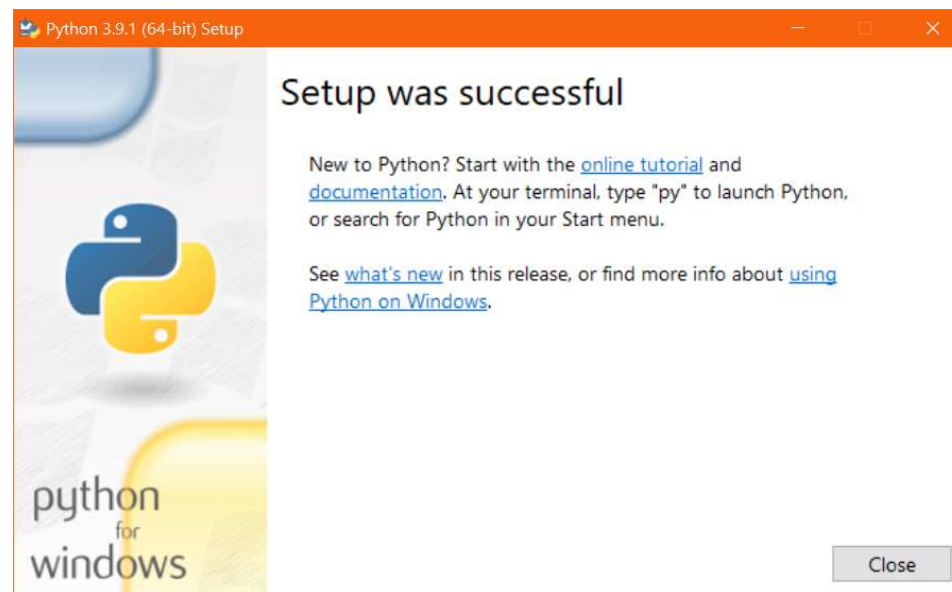 Python 3.9.1 (64-bit) Setup
Setup was successful
New to Python? Start with the online tutorial and
documentation. At your terminal, type "py" to launch Python,
or search for Python in your Start menu.
See what's new in this release, or find more info about using
Python on Windows.
python
for
windows
Close